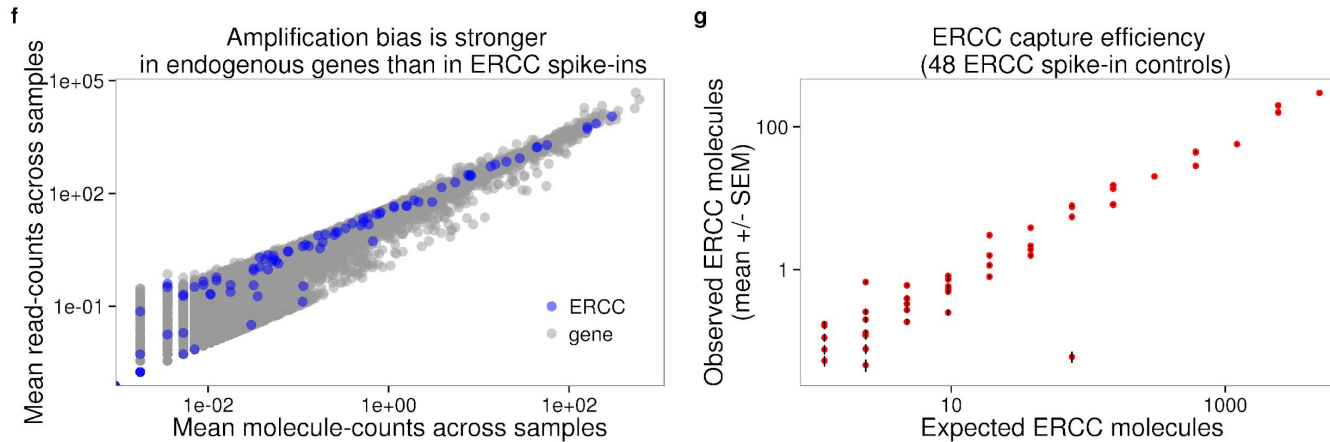 f
Amplification bias is stronger
in endogenous genes than in ERCC spike-ins
Mean read-counts across samples
1e+05
1e+02
1e-01
ERCC
gene
1e-02
1e+00
1e+02
Mean molecule-counts across samples
g
ERCC capture efficiency
(48 ERCC spike-in controls)
Observed ERCC molecules
(mean +/- SEM)
100
1
10
1000
Expected ERCC molecules